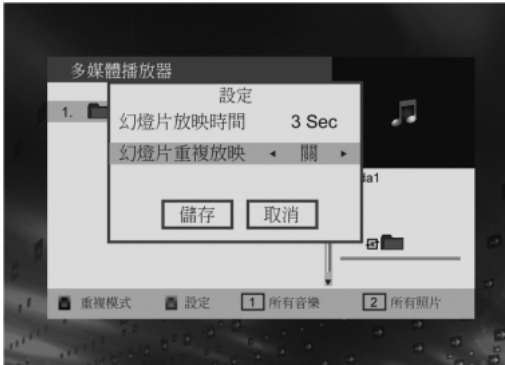 多媒體播放器
1.
設定
幻燈片放映時間 3 Sec
幻燈片重複放映 ◂ 關 ▸
儲存 取消
da1
重複模式 設定 1 所有音樂 2 所有照片